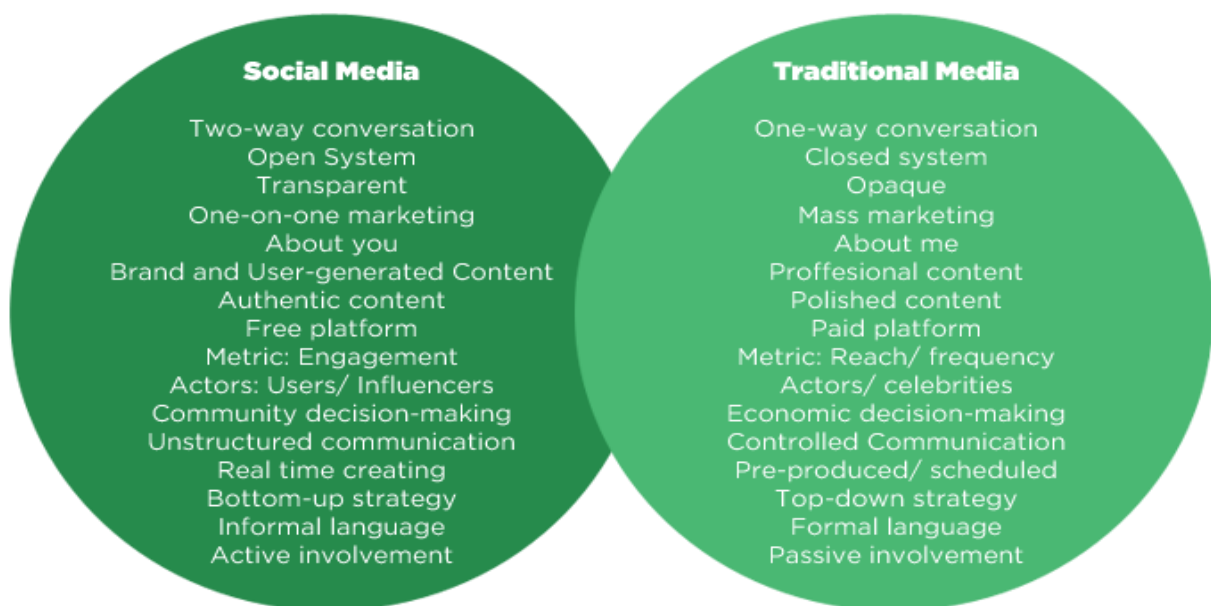 Social Media
Two-way conversation
Open System
Transparent
One-on-one marketing
About you
Brand and User-generated Content
Authentic content
Free platform
Metric: Engagement
Actors: Users/ Influencers
Community decision-making
Unstructured communication
Real time creating
Bottom-up strategy
Informal language
Active involvement
Traditional Media
One-way conversation
Closed system
Opaque
Mass marketing
About me
Proffesional content
Polished content
Paid platform
Metric: Reach/ frequency
Actors/ celebrities
Economic decision-making
Controlled Communication
Pre-produced/ scheduled
Top-down strategy
Formal language
Passive involvement